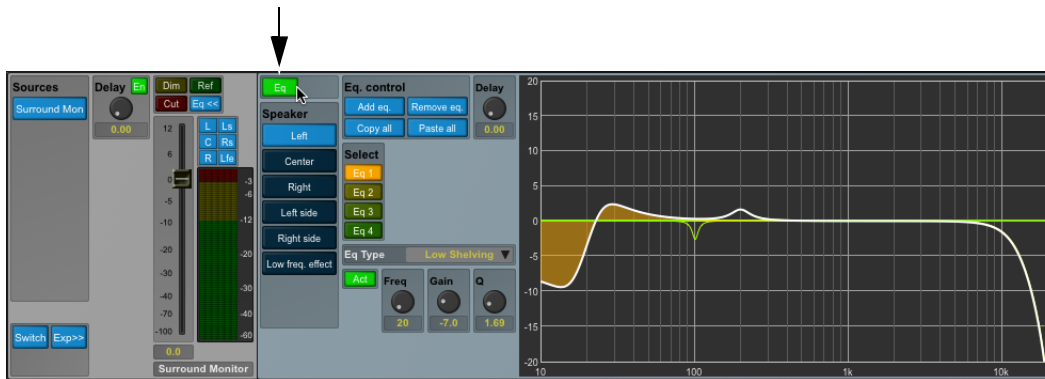 Sources
Surround Mon
Switch Exp>>
Delay En
0.00
Dim Ref
Cut Eq <<
L Ls
C Rs
R Lfe
12
6
0
-5
-10
-20
-30
-40
-70
-100
-3
-6
-12
-20
-30
-40
-60
0.0
Surround Monitor
Eq
Speaker
Left
Center
Right
Left side
Right side
Low freq. effect
Eq. control
Add eq. Remove eq.
Copy all Paste all
Delay
0.00
Select
Eq 1
Eq 2
Eq 3
Eq 4
Eq Type Low Shelving
Act Freq Gain Q
20 -7.0 1.69
20
15
10
5
0
-5
-10
-15
-20
10 100 1k 10k